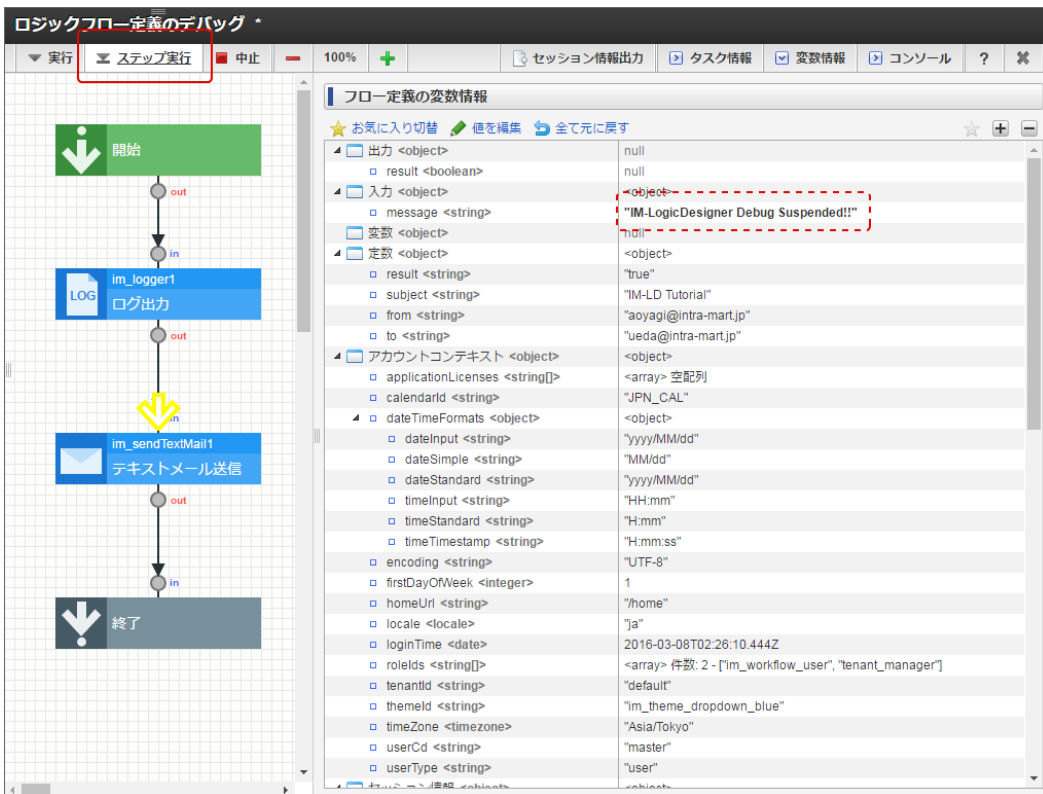 ロジックフロー定義のデバッグ *
実行 ステップ実行 中止 100% セッション情報出力 タスク情報 変数情報 コンソール ?
開始
out
in
im_logger1
LOG
ログ出力
out
in
im_sendTextMail1
テキストメール送信
out
in
終了
フロー定義の変数情報
お気に入り切替 値を編集 全て元に戻す
出力 <object> null
result <boolean> null
入力 <object> <object>
message <string> "IM-LogicDesigner Debug Suspended!!"
変数 <object> null
定数 <object> <object>
result <string> "true"
subject <string> "IM-LD Tutorial"
from <string> "aoyagi@intra-mart.jp"
to <string> "ueda@intra-mart.jp"
アカウントコンテキスト <object> <object>
applicationLicenses <string[]> <array> 空配列
calendarId <string> "JPN_CAL"
dateTimeFormats <object> <object>
dateInput <string> "yyyy/MM/dd"
dateSimple <string> "MM/dd"
dateStandard <string> "yyyy/MM/dd"
timeInput <string> "HH:mm"
timeStandard <string> "H:mm"
timeTimestamp <string> "H:mm:ss"
encoding <string> "UTF-8"
firstDayOfWeek <integer> 1
homeUrl <string> "/home"
locale <locale> "ja"
loginTime <date> 2016-03-08T02:26:10.444Z
roleIds <string[]> <array> 件数: 2 - ["im_workflow_user", "tenant_manager"]
tenantId <string> "default"
themeId <string> "im_theme_dropdown_blue"
timeZone <timezone> "Asia/Tokyo"
userCd <string> "master"
userType <string> "user"
セッション情報 <object> <object>